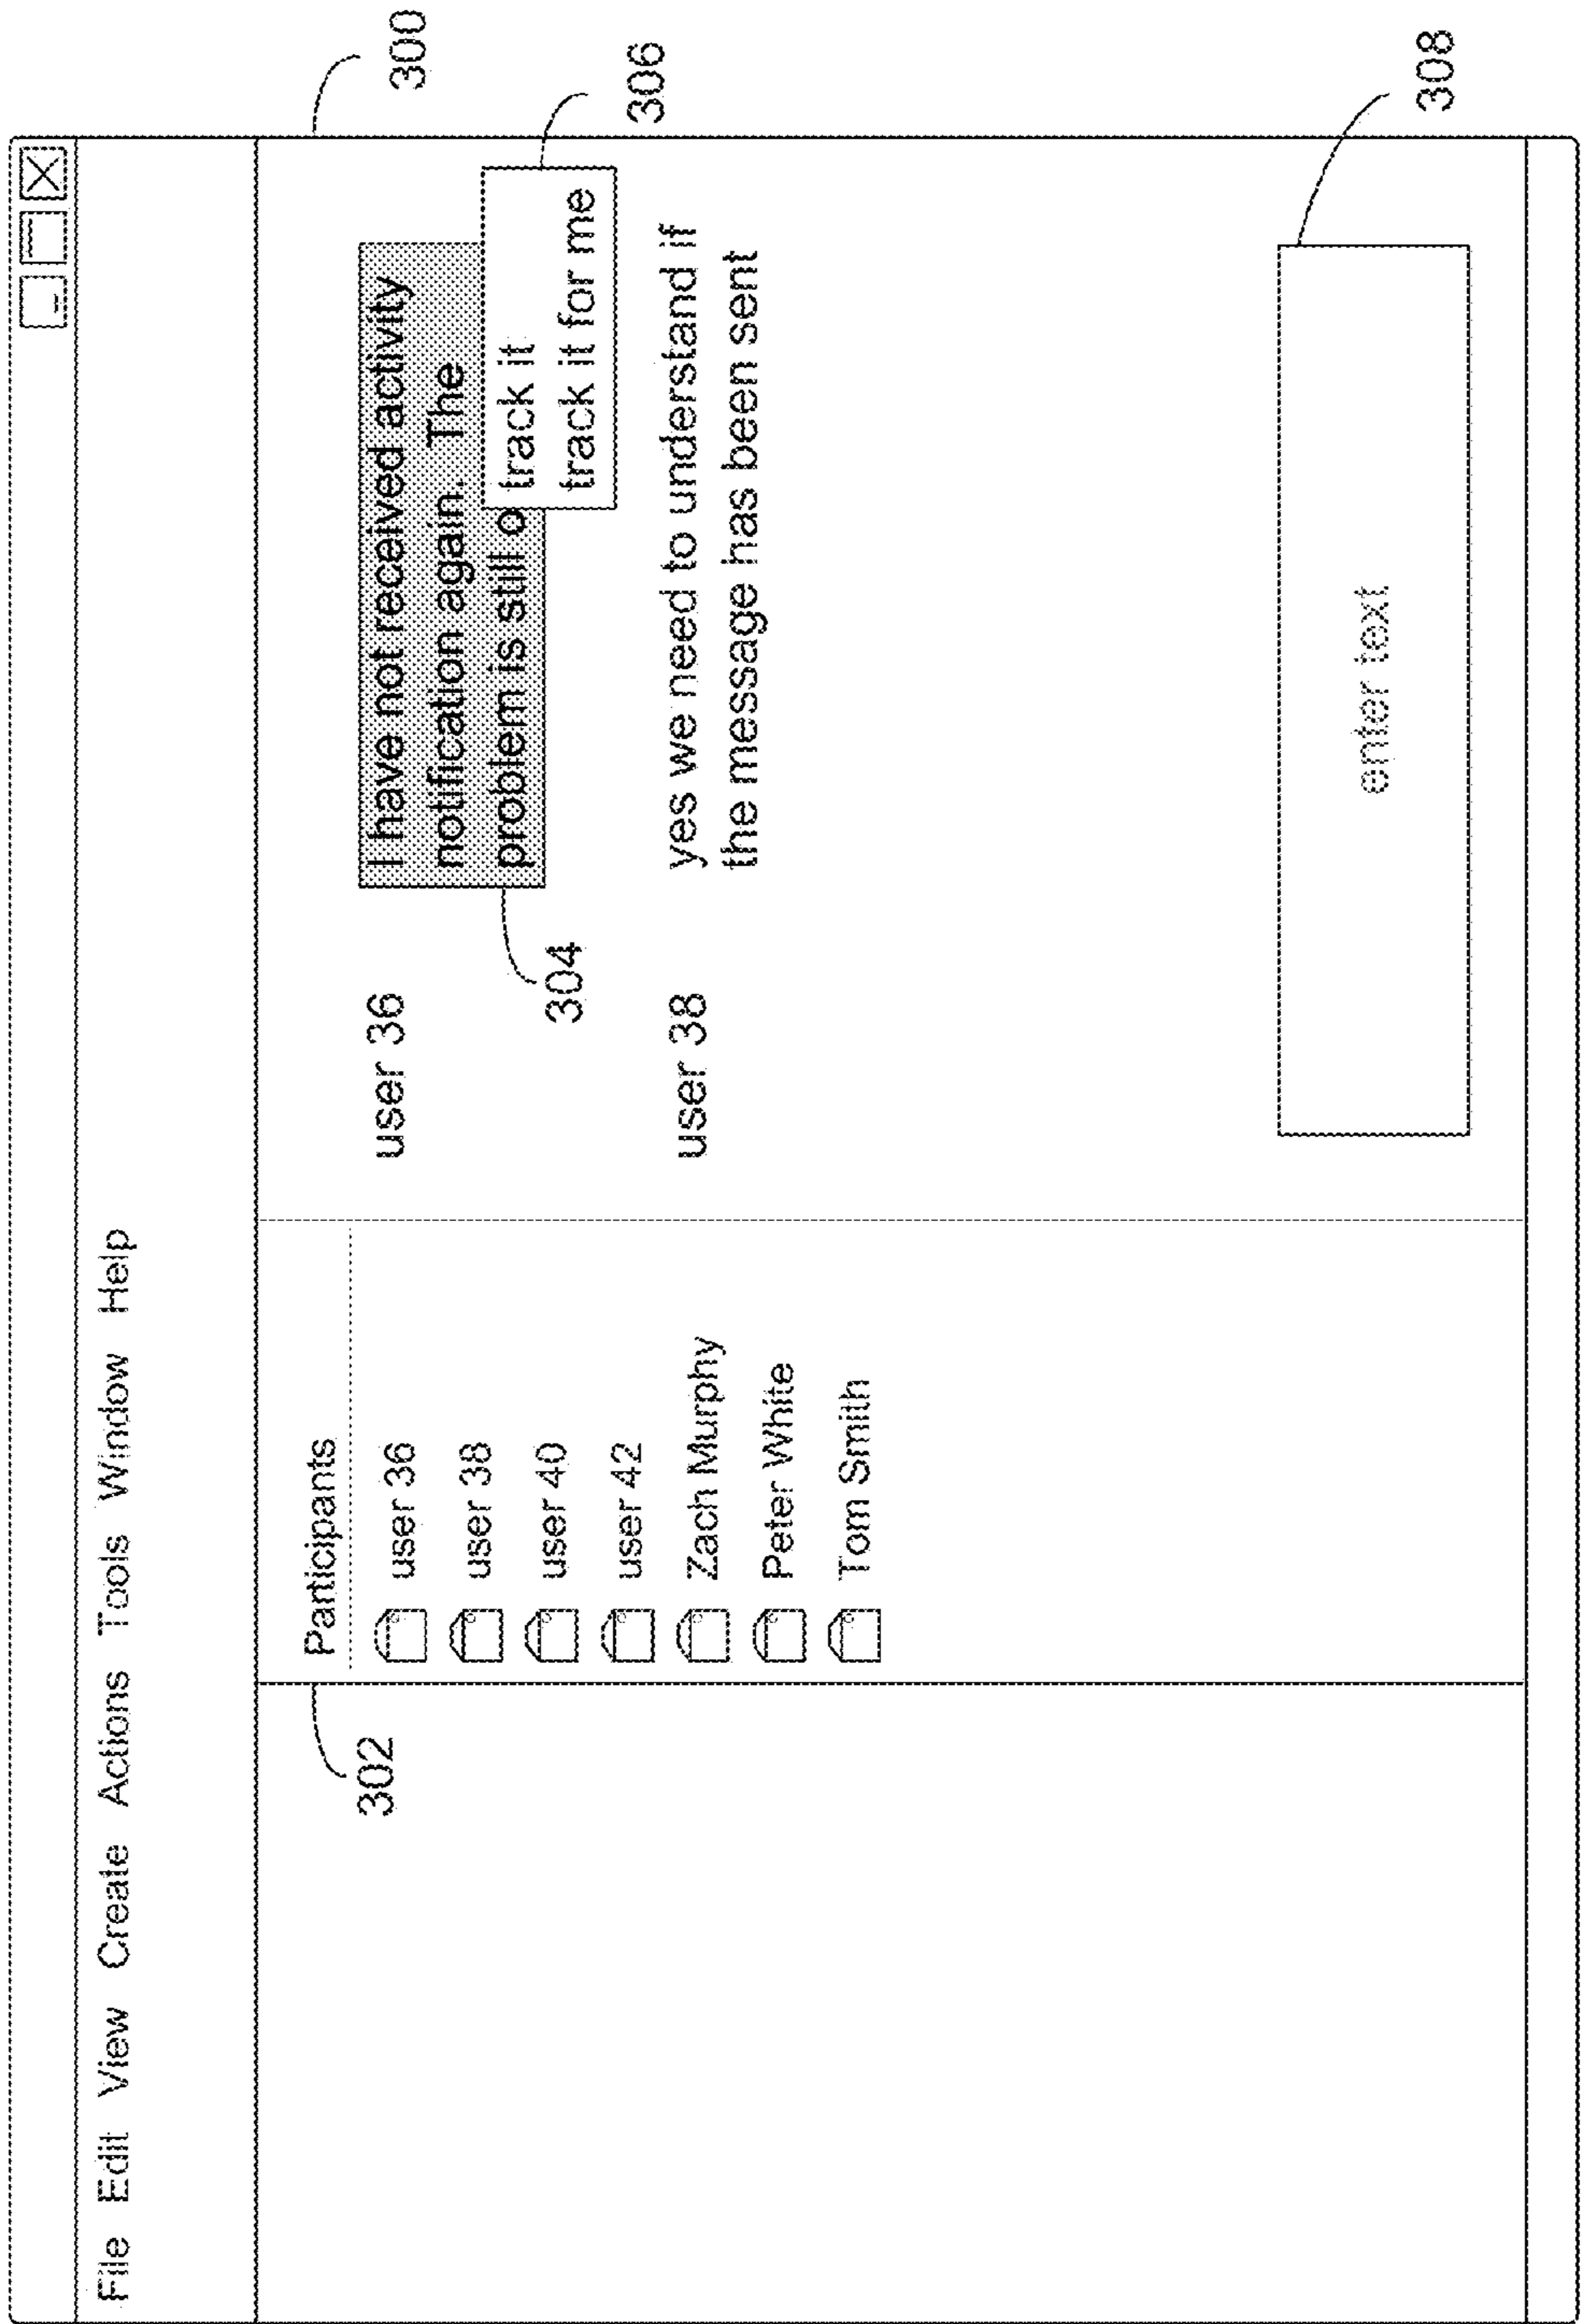 File Edit View Create Actions Tools Window Help
300
302
Participants
user 36
user 38
user 40
user 42
Zach Murphy
Peter White
Tom Smith
user 36
I have not received activity
notification again. The
problem is still o
304
track it
track it for me
306
user 38
yes we need to understand if
the message has been sent
enter text
308